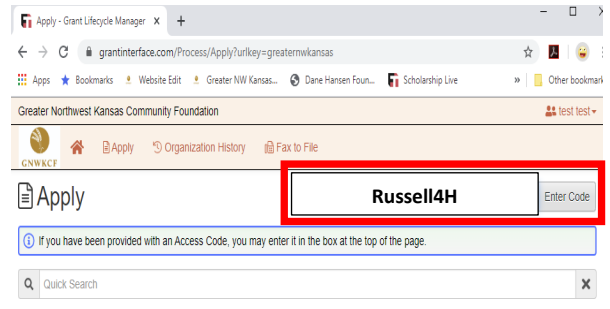 Apply - Grant Lifecycle Manager
grantinterface.com/Process/Apply?urlkey=greaternwkansas
Apps Bookmarks Website Edit Greater NW Kansas... Dane Hansen Foun... Scholarship Live » Other bookmark
Greater Northwest Kansas Community Foundation test test
GNWKCF Apply Organization History Fax to File
Apply Russell4H Enter Code
If you have been provided with an Access Code, you may enter it in the box at the top of the page.
Quick Search